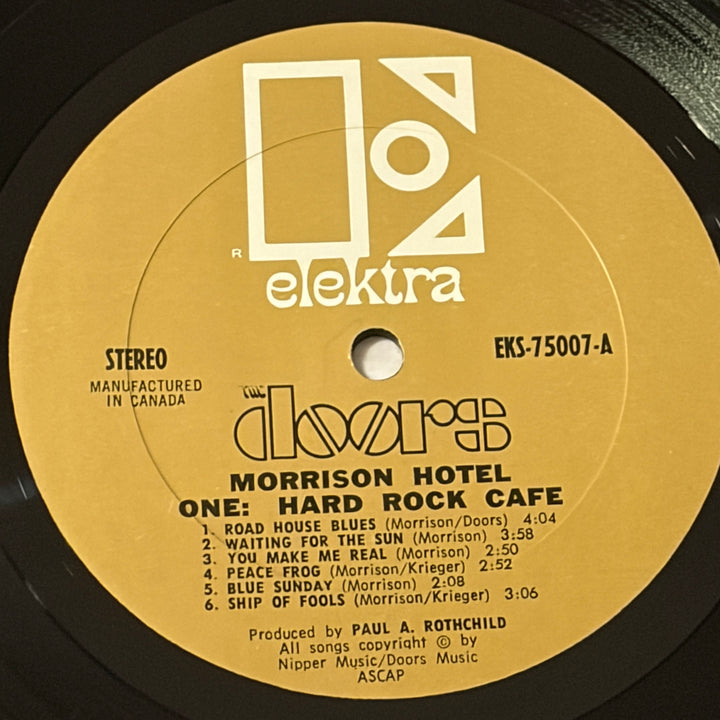 R
elektra
STEREO
EKS-75007-A
MANUFACTURED
IN CANADA
THE
doors
MORRISON HOTEL
ONE: HARD ROCK CAFE
1. ROAD HOUSE BLUES (Morrison/Doors) 4:04
2. WAITING FOR THE SUN (Morrison) 3:58
3. YOU MAKE ME REAL (Morrison) 2:50
4. PEACE FROG (Morrison/Krieger) 2:52
5. BLUE SUNDAY (Morrison) 2:08
6. SHIP OF FOOLS (Morrison/Krieger) 3:06
Produced by PAUL A. ROTHCHILD
All songs copyright © by
Nipper Music/Doors Music
ASCAP